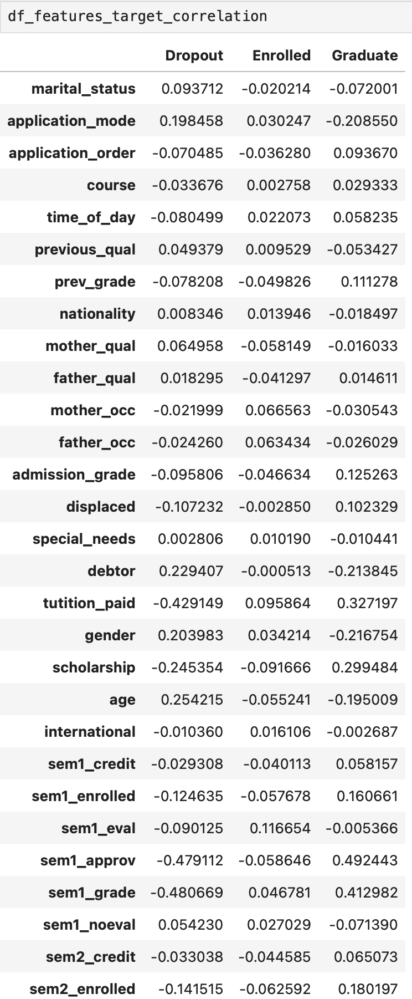 df_features_target_correlation
Dropout Enrolled Graduate
marital_status 0.093712 -0.020214 -0.072001
application_mode 0.198458 0.030247 -0.208550
application_order -0.070485 -0.036280 0.093670
course -0.033676 0.002758 0.029333
time_of_day -0.080499 0.022073 0.058235
previous_qual 0.049379 0.009529 -0.053427
prev_grade -0.078208 -0.049826 0.111278
nationality 0.008346 0.013946 -0.018497
mother_qual 0.064958 -0.058149 -0.016033
father_qual 0.018295 -0.041297 0.014611
mother_occ -0.021999 0.066563 -0.030543
father_occ -0.024260 0.063434 -0.026029
admission_grade -0.095806 -0.046634 0.125263
displaced -0.107232 -0.002850 0.102329
special_needs 0.002806 0.010190 -0.010441
debtor 0.229407 -0.000513 -0.213845
tutition_paid -0.429149 0.095864 0.327197
gender 0.203983 0.034214 -0.216754
scholarship -0.245354 -0.091666 0.299484
age 0.254215 -0.055241 -0.195009
international -0.010360 0.016106 -0.002687
sem1_credit -0.029308 -0.040113 0.058157
sem1_enrolled -0.124635 -0.057678 0.160661
sem1_eval -0.090125 0.116654 -0.005366
sem1_approv -0.479112 -0.058646 0.492443
sem1_grade -0.480669 0.046781 0.412982
sem1_noeval 0.054230 0.027029 -0.071390
sem2_credit -0.033038 -0.044585 0.065073
sem2_enrolled -0.141515 -0.062592 0.180197